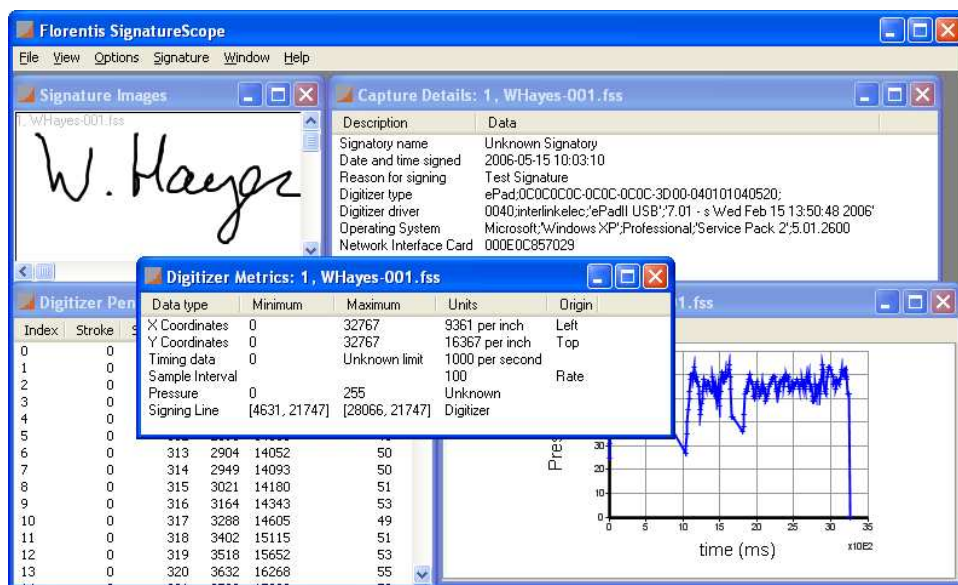 Florentis SignatureScope
File View Options Signature Window Help
Signature Images
1, WHayes-001.fss
W. Hayes
Capture Details: 1, WHayes-001.fss
Description Data
Signatory name Unknown Signatory
Date and time signed 2006-05-15 10:03:10
Reason for signing Test Signature
Digitizer type ePad;0C0C0C0C-0C0C-0C0C-3D00-040101040520;
Digitizer driver 0040;interlinkelec;'ePadII USB';'7.01 - s Wed Feb 15 13:50:48 2006'
Operating System Microsoft;'Windows XP';Professional;'Service Pack 2';5.01.2600
Network Interface Card 000E0C857029
Digitizer Metrics: 1, WHayes-001.fss
Data type Minimum Maximum Units Origin
X Coordinates 0 32767 9361 per inch Left
Y Coordinates 0 32767 16367 per inch Top
Timing data 0 Unknown limit 1000 per second
Sample Interval 100 Rate
Pressure 0 255 Unknown
Signing Line [4631, 21747] [28066, 21747] Digitizer
Digitizer Pen
Index Stroke
0 0
1 0
2 0
3 0
4 0
5 0
6 0 313 2904 14052 50
7 0 314 2949 14093 50
8 0 315 3021 14180 51
9 0 316 3164 14343 53
10 0 317 3288 14605 49
11 0 318 3402 15115 51
12 0 319 3518 15652 53
13 0 320 3632 16268 55
1.fss
Pres
30
20
10
0
0 5 10 15 20 25 30 35
time (ms) x10E2